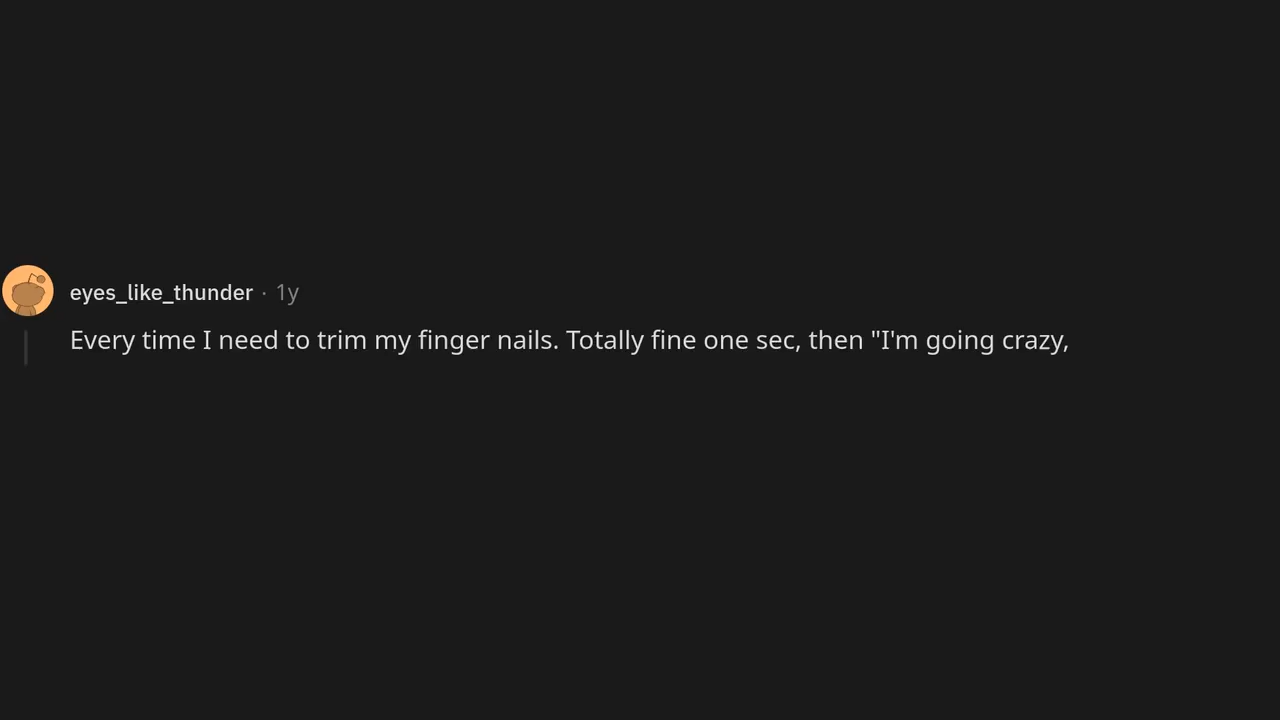 eyes_like_thunder · 1y
Every time I need to trim my finger nails. Totally fine one sec, then "I'm going crazy,